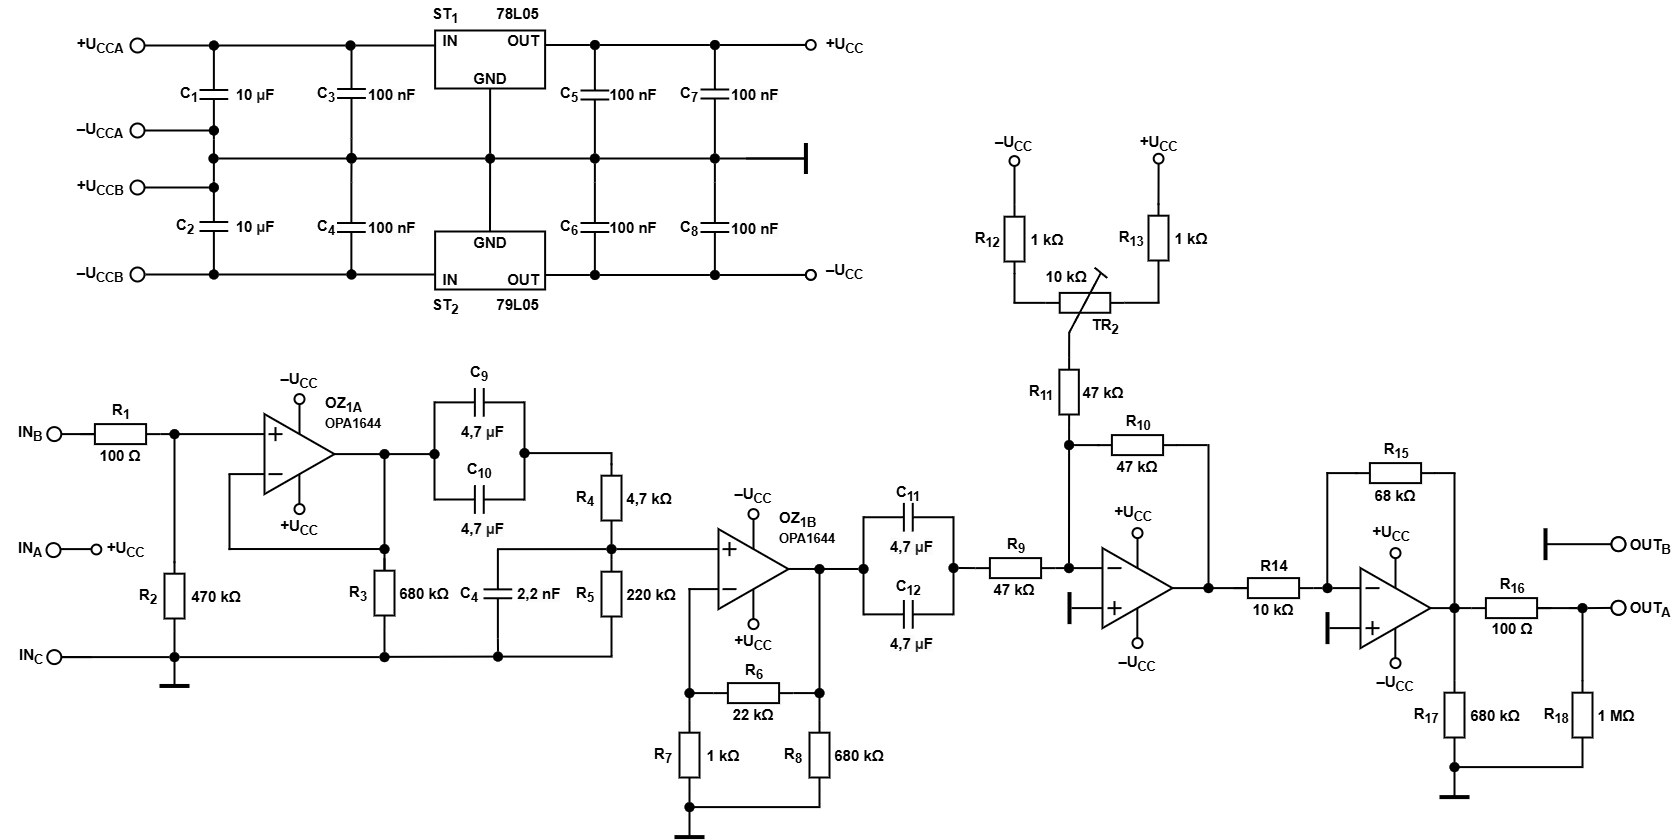 ST1 78L05
+UCCA IN OUT +UCC
GND
C1 10 µF C3 100 nF C5 100 nF C7 100 nF
–UCCA
+UCCB
C2 10 µF C4 100 nF C6 100 nF C8 100 nF
GND
–UCCB IN OUT –UCC
ST2 79L05
–UCC +UCC
R12 1 kΩ R13 1 kΩ
10 kΩ
TR2
R11 47 kΩ
R10
47 kΩ
INB R1
100 Ω
–UCC
OZ1A
OPA1644
+
–
+UCC
C9
4,7 µF
C10
4,7 µF
R4 4,7 kΩ
INA +UCC
R2 470 kΩ
R3 680 kΩ
C4 2,2 nF
R5 220 kΩ
INC
–UCC
OZ1B
OPA1644
+
–
+UCC
R6
22 kΩ
R7 1 kΩ
R8 680 kΩ
C11
4,7 µF
C12
4,7 µF
R9
47 kΩ
+UCC
–
+
–UCC
R14
10 kΩ
R15
68 kΩ
+UCC
–
+
–UCC
OUTB
R16
100 Ω
OUTA
R17 680 kΩ
R18 1 MΩ